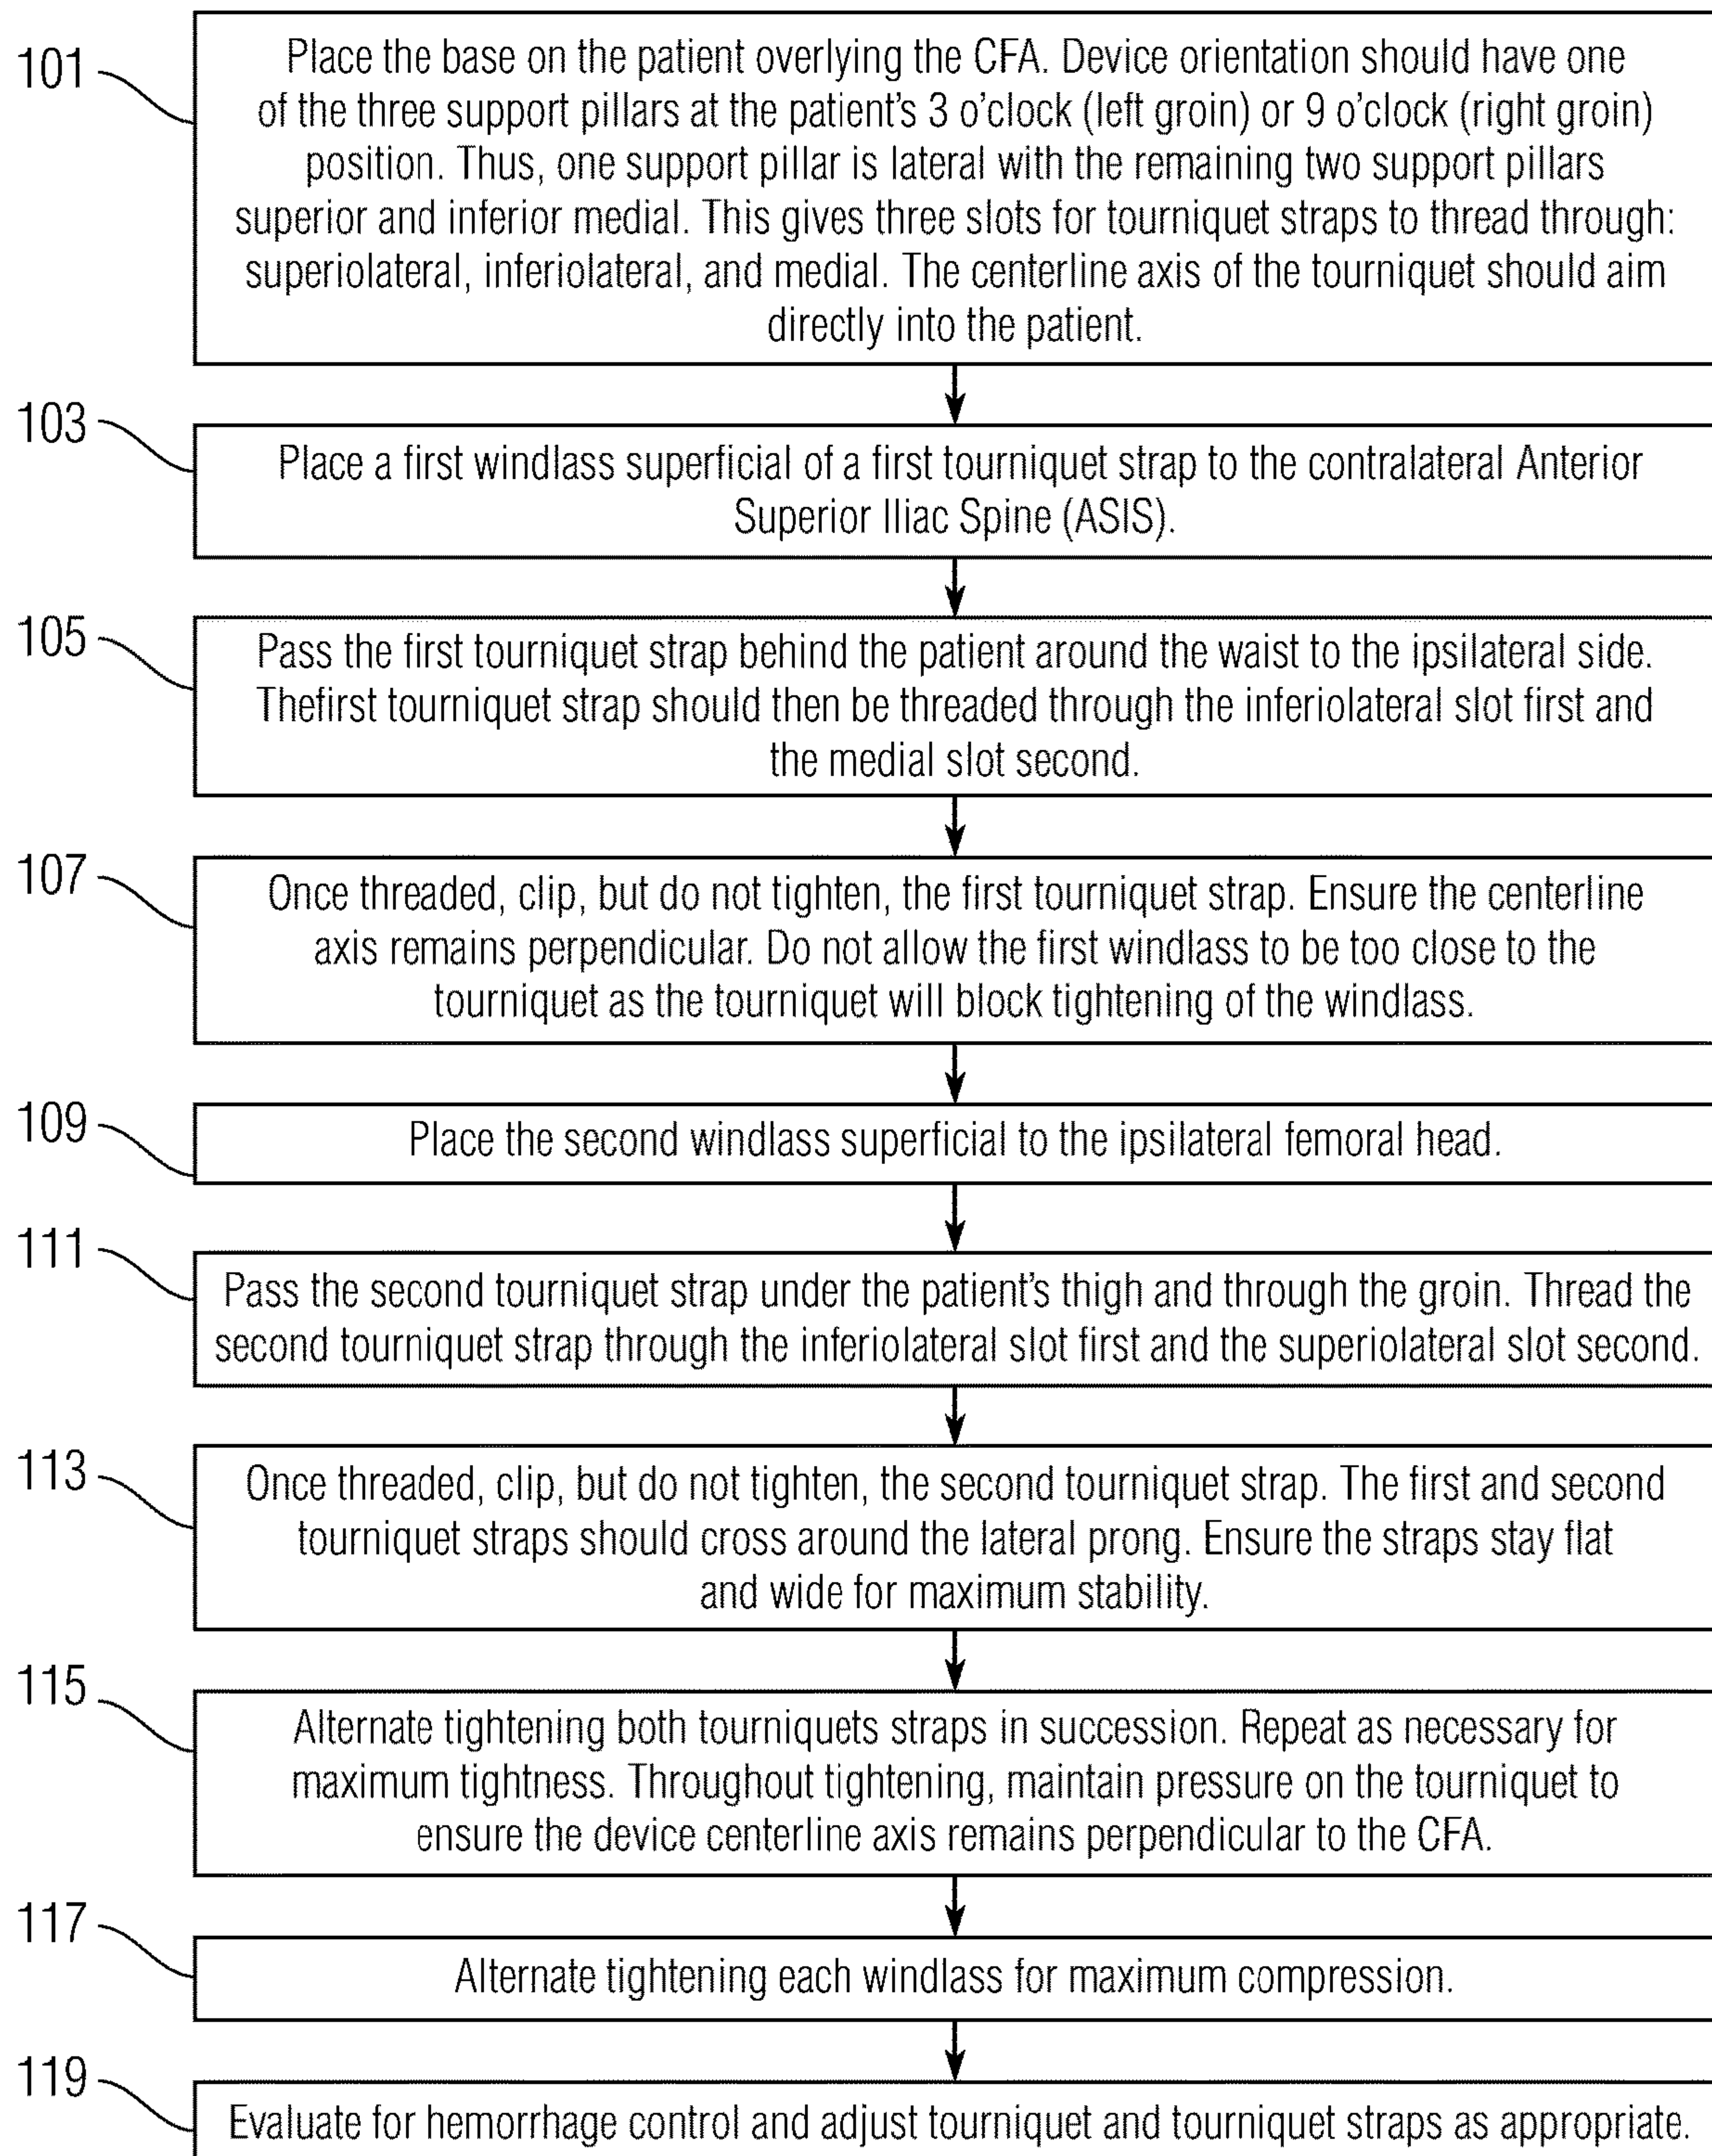 101
Place the base on the patient overlying the CFA. Device orientation should have one
of the three support pillars at the patient's 3 o'clock (left groin) or 9 o'clock (right groin)
position. Thus, one support pillar is lateral with the remaining two support pillars
superior and inferior medial. This gives three slots for tourniquet straps to thread through:
superiolateral, inferiolateral, and medial. The centerline axis of the tourniquet should aim
directly into the patient.
103
Place a first windlass superficial of a first tourniquet strap to the contralateral Anterior
Superior Iliac Spine (ASIS).
105
Pass the first tourniquet strap behind the patient around the waist to the ipsilateral side.
Thefirst tourniquet strap should then be threaded through the inferiolateral slot first and
the medial slot second.
107
Once threaded, clip, but do not tighten, the first tourniquet strap. Ensure the centerline
axis remains perpendicular. Do not allow the first windlass to be too close to the
tourniquet as the tourniquet will block tightening of the windlass.
109
Place the second windlass superficial to the ipsilateral femoral head.
111
Pass the second tourniquet strap under the patient's thigh and through the groin. Thread the
second tourniquet strap through the inferiolateral slot first and the superiolateral slot second.
113
Once threaded, clip, but do not tighten, the second tourniquet strap. The first and second
tourniquet straps should cross around the lateral prong. Ensure the straps stay flat
and wide for maximum stability.
115
Alternate tightening both tourniquets straps in succession. Repeat as necessary for
maximum tightness. Throughout tightening, maintain pressure on the tourniquet to
ensure the device centerline axis remains perpendicular to the CFA.
117
Alternate tightening each windlass for maximum compression.
119
Evaluate for hemorrhage control and adjust tourniquet and tourniquet straps as appropriate.